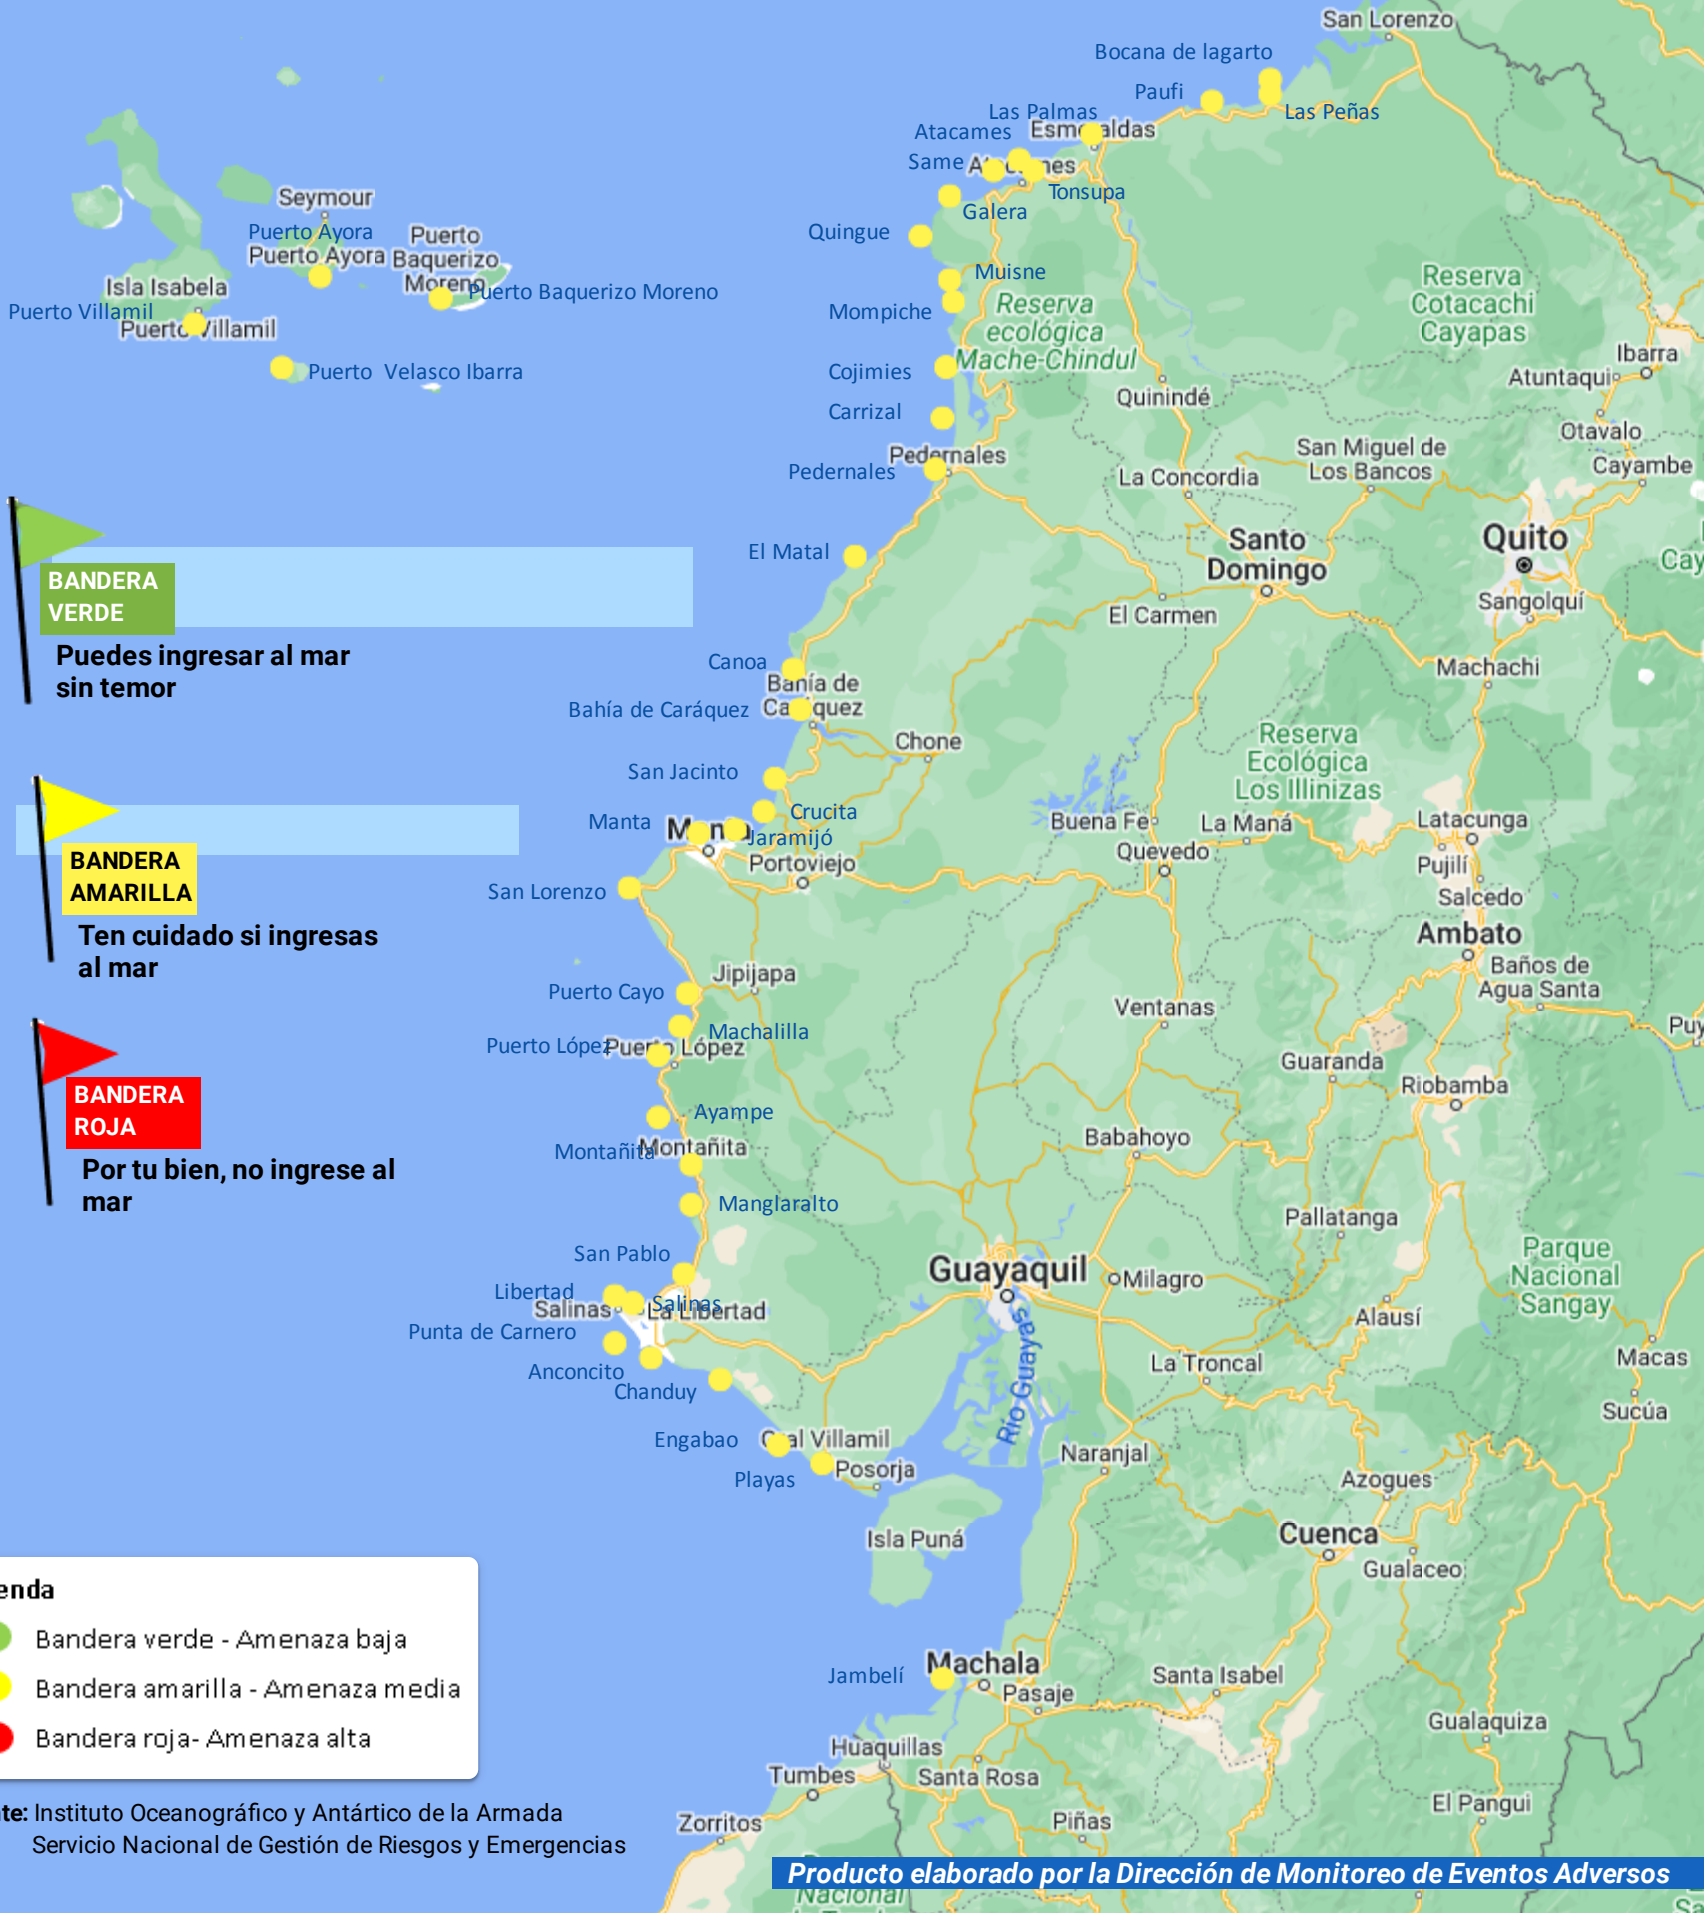 San Lorenzo
Bocana de lagarto
Paufi
Las Peñas
Las Palmas
Atacames
Same
Tonsupa
Galera
Quingue
Muisne
Mompiche
Reserva
ecológica
Mache-Chindul
Reserva
Cotacachi
Cayapas
Ibarra
Atuntaqui
Otavalo
Cayambe
Seymour
Puerto Ayora
Puerto Ayora
Puerto
Baquerizo
Moreno
Puerto Baquerizo Moreno
Isla Isabela
Puerto Villamil
Puerto Velasco Ibarra
Cojimies
Carrizal
Quinindé
Pedernales
Pedernales
La Concordia
San Miguel de
Los Bancos
Santo
Domingo
Quito
Cay
El Carmen
Sangolquí
Machachi
El Matal
BANDERA
VERDE
Puedes ingresar al mar
sin temor
Canoa
Bahía de Caráquez
Chone
San Jacinto
Crucita
Manta
Jaramijó
Portoviejo
San Lorenzo
Reserva
Ecológica
Los Illinizas
Buena Fe
La Maná
Quevedo
Latacunga
Pujilí
Salcedo
Ambato
Baños de
Agua Santa
BANDERA
AMARILLA
Ten cuidado si ingresas
al mar
Jipijapa
Puerto Cayo
Machalilla
Puerto López
Ventanas
Puy
Guaranda
Riobamba
BANDERA
ROJA
Por tu bien, no ingrese al
mar
Ayampe
Montañita
Montañita
Manglaralto
Babahoyo
Pallatanga
Parque
Nacional
Sangay
San Pablo
Libertad
Salinas
Salinas
La Libertad
Punta de Carnero
Anconcito
Chanduy
Guayaquil
Milagro
Río Guayas
Alausí
La Troncal
Macas
Sucúa
Engabao
al Villamil
Playas
Posorja
Naranjal
Azogues
Isla Puná
Cuenca
Gualaceo
enda
Bandera verde - Amenaza baja
Bandera amarilla - Amenaza media
Bandera roja- Amenaza alta
Jambelí
Machala
Pasaje
Santa Isabel
Gualaquiza
Huaquillas
Tumbes
Santa Rosa
El Pangui
Zorritos
Piñas
te: Instituto Oceanográfico y Antártico de la Armada
Servicio Nacional de Gestión de Riesgos y Emergencias
Producto elaborado por la Dirección de Monitoreo de Eventos Adversos
Nacional